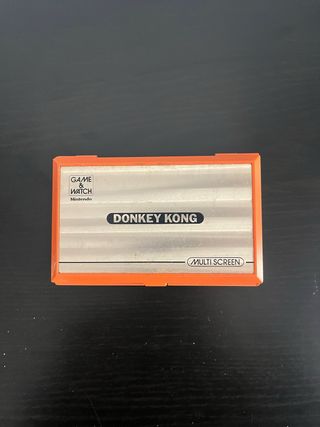 GAME
&
WATCH
Nintendo
DONKEY KONG
MULTI SCREEN